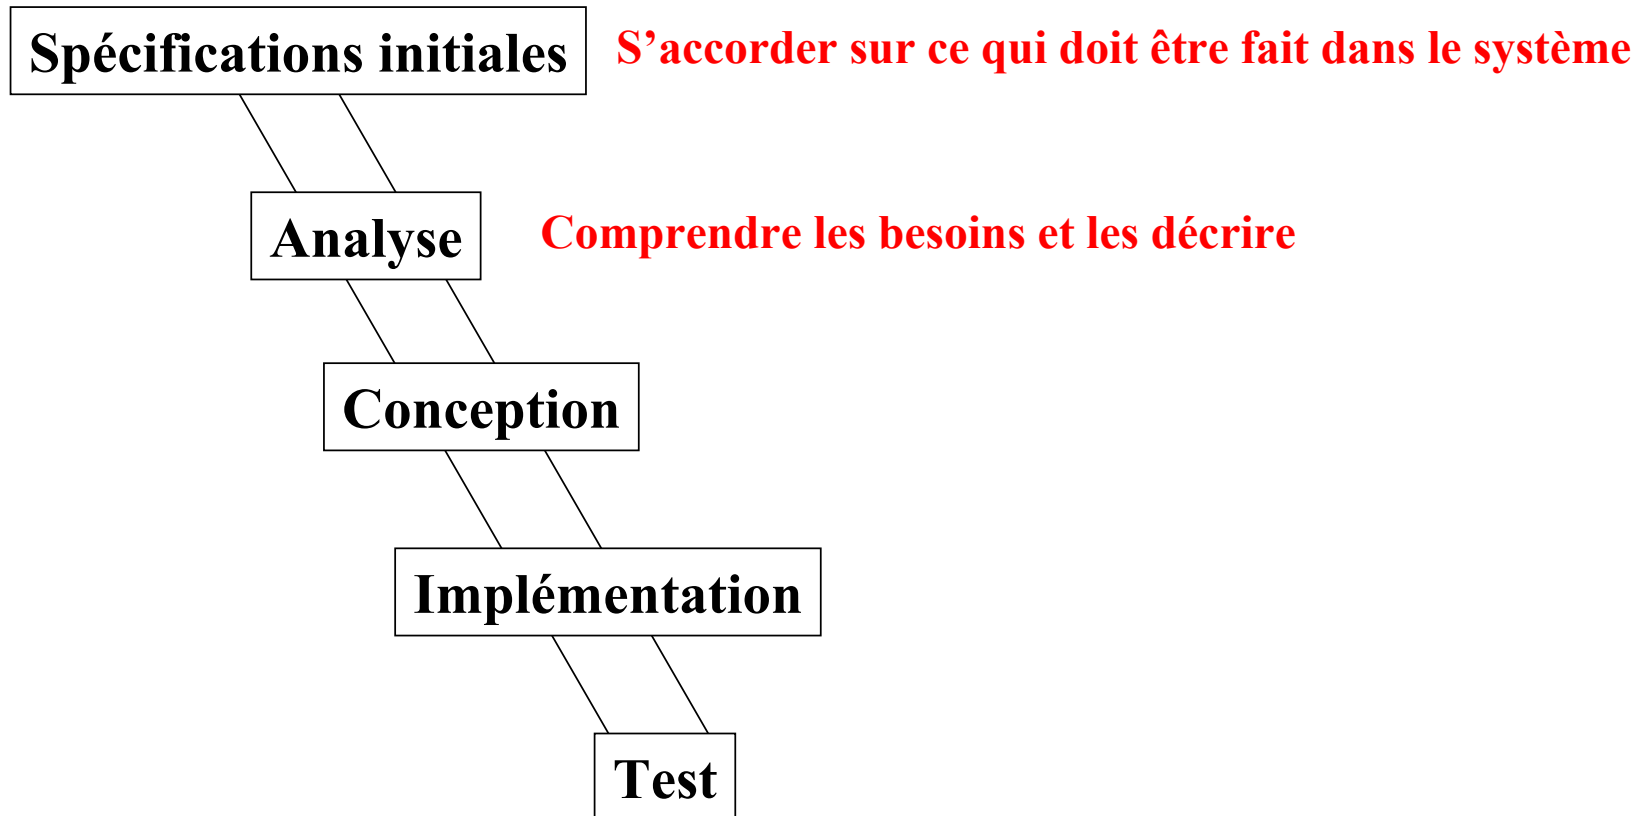 Spécifications initiales
S’accorder sur ce qui doit être fait dans le système
Analyse
Comprendre les besoins et les décrire
Conception
Implémentation
Test